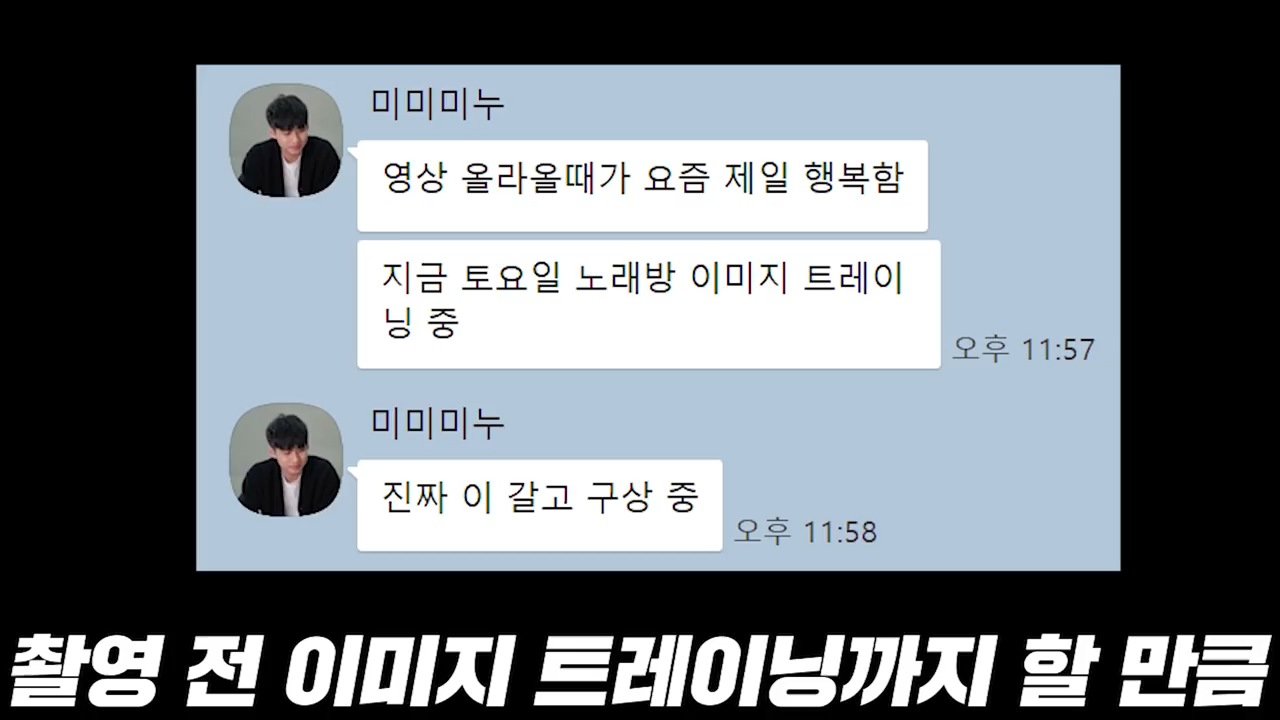 미미미누
영상 올라올때가 요즘 제일 행복함
지금 토요일 노래방 이미지 트레이
닝 중
오후 11:57
미미미누
진짜 이 갈고 구상 중
오후 11:58
촬영 전 이미지 트레이닝까지 할 만큼